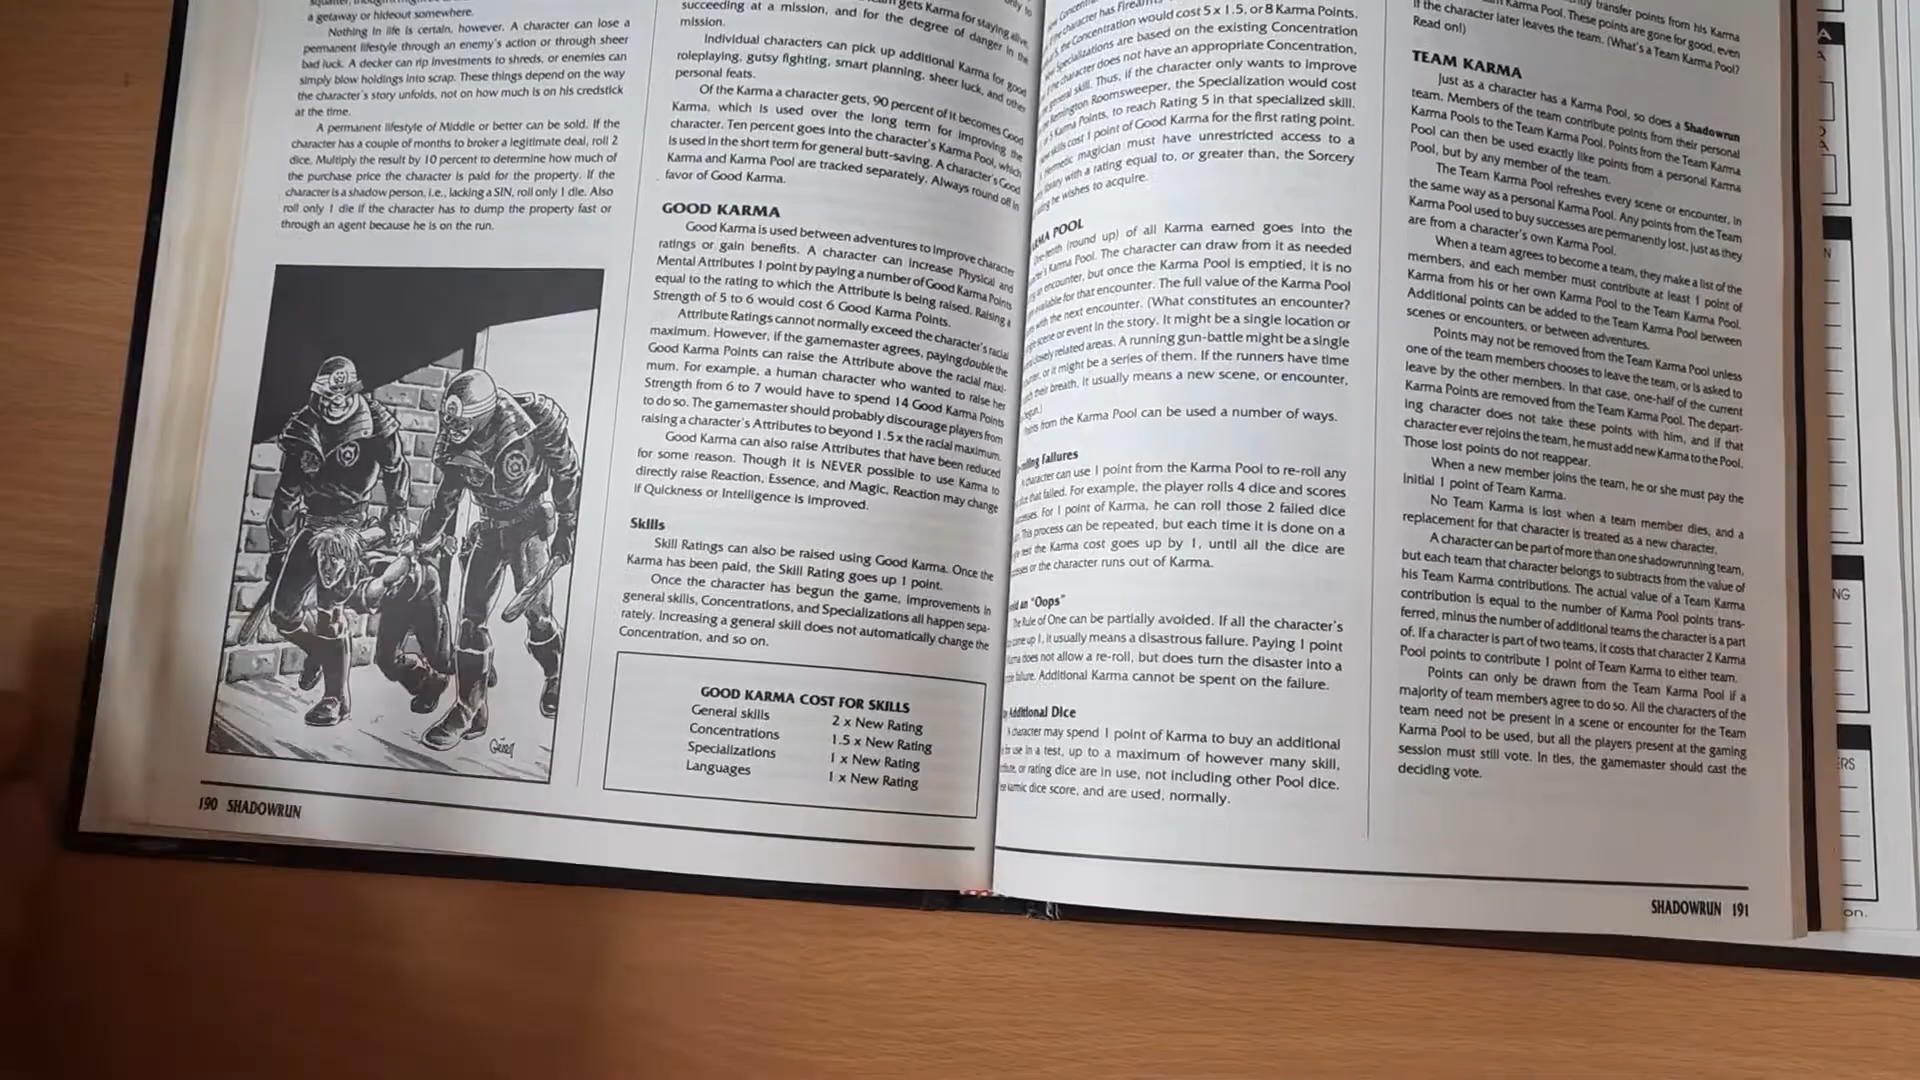 a getaway or hideout somewhere.
Nothing in life is certain, however. A character can lose a
permanent lifestyle through an enemy's action or through sheer
bad luck. A decker can rip investments to shreds, or enemies can
simply blow holdings into scrap. These things depend on the way
the character's story unfolds, not on how much is on his credstick
at the time.
A permanent lifestyle of Middle or better can be sold. If the
character has a couple of months to broker a legitimate deal, roll 2
dice. Multiply the result by 10 percent to determine how much of
the purchase price the character is paid for the property. If the
character is a shadow person, i.e., lacking a SIN, roll only 1 die. Also
roll only 1 die if the character has to dump the property fast or
through an agent because he is on the run.
190 SHADOWRUN
gets Karma for staying alive,
succeeding at a mission, and for the degree of danger in the
mission.
Individual characters can pick up additional Karma for good
roleplaying, gutsy fighting, smart planning, sheer luck, and other
personal feats.
Of the Karma a character gets, 90 percent of it becomes Good
Karma, which is used over the long term for improving the
character. Ten percent goes into the character's Karma Pool, which
is used in the short term for general butt-saving. A character's Good
Karma and Karma Pool are tracked separately. Always round off in
favor of Good Karma.
GOOD KARMA
Good Karma is used between adventures to improve character
ratings or gain benefits. A character can increase Physical and
Mental Attributes 1 point by paying a number of Good Karma Points
equal to the rating to which the Attribute is being raised. Raising a
Strength of 5 to 6 would cost 6 Good Karma Points.
Attribute Ratings cannot normally exceed the character's racial
maximum. However, if the gamemaster agrees, paying double the
Good Karma Points can raise the Attribute above the racial maxi-
mum. For example, a human character who wanted to raise her
Strength from 6 to 7 would have to spend 14 Good Karma Points
to do so. The gamemaster should probably discourage players from
raising a character's Attributes to beyond 1.5 x the racial maximum.
Good Karma can also raise Attributes that have been reduced
for some reason. Though it is NEVER possible to use Karma to
directly raise Reaction, Essence, and Magic, Reaction may change
if Quickness or Intelligence is improved.
Skills
Skill Ratings can also be raised using Good Karma. Once the
Karma has been paid, the Skill Rating goes up 1 point.
Once the character has begun the game, improvements in
general skills, Concentrations, and Specializations all happen sepa-
rately. Increasing a general skill does not automatically change the
Concentration, and so on.
GOOD KARMA COST FOR SKILLS
General skills 2 x New Rating
Concentrations 1.5 x New Rating
Specializations 1 x New Rating
Languages 1 x New Rating
character has
the Concentration would cost 5 x 1.5, or 8 Karma Points.
Specializations are based on the existing Concentration
character does not have an appropriate Concentration,
general skill. Thus, if the character only wants to improve
Remington Roomsweeper, the Specialization would cost
Karma Points, to reach Rating 5 in that specialized skill.
skills cost 1 point of Good Karma for the first rating point.
magician must have unrestricted access to a
library with a rating equal to, or greater than, the Sorcery
he wishes to acquire.
POOL
(round up) of all Karma earned goes into the
Karma Pool. The character can draw from it as needed
encounter, but once the Karma Pool is emptied, it is no
available for that encounter. The full value of the Karma Pool
with the next encounter. (What constitutes an encounter?
scene or event in the story. It might be a single location or
closely related areas. A running gun-battle might be a single
or it might be a series of them. If the runners have time
their breath, it usually means a new scene, or encounter,
from the Karma Pool can be used a number of ways.
Failures
character can use 1 point from the Karma Pool to re-roll any
that failed. For example, the player rolls 4 dice and scores
For 1 point of Karma, he can roll those 2 failed dice
This process can be repeated, but each time it is done on a
test the Karma cost goes up by 1, until all the dice are
or the character runs out of Karma.
an "Oops"
The Rule of One can be partially avoided. If all the character's
come up 1, it usually means a disastrous failure. Paying 1 point
does not allow a re-roll, but does turn the disaster into a
failure. Additional Karma cannot be spent on the failure.
Additional Dice
A character may spend 1 point of Karma to buy an additional
use in a test, up to a maximum of however many skill,
or rating dice are in use, not including other Pool dice.
dice score, and are used, normally.
transfer points from his Karma
Karma Pool. These points are gone for good, even
if the character later leaves the team. (What's a Team Karma Pool?
Read on!)
TEAM KARMA
Just as a character has a Karma Pool, so does a Shadowrun
team. Members of the team contribute points from their personal
Karma Pools to the Team Karma Pool. Points from the Team Karma
Pool can then be used exactly like points from a personal Karma
Pool, but by any member of the team.
The Team Karma Pool refreshes every scene or encounter, in
the same way as a personal Karma Pool. Any points from the Team
Karma Pool used to buy successes are permanently lost, just as they
are from a character's own Karma Pool.
When a team agrees to become a team, they make a list of the
members, and each member must contribute at least 1 point of
Karma from his or her own Karma Pool to the Team Karma Pool.
Additional points can be added to the Team Karma Pool between
scenes or encounters, or between adventures.
Points may not be removed from the Team Karma Pool unless
one of the team members chooses to leave the team, or is asked to
leave by the other members. In that case, one-half of the current
Karma Points are removed from the Team Karma Pool. The depart-
ing character does not take these points with him, and if that
character ever rejoins the team, he must add new Karma to the Pool.
Those lost points do not reappear.
When a new member joins the team, he or she must pay the
initial 1 point of Team Karma.
No Team Karma is lost when a team member dies, and a
replacement for that character is treated as a new character.
A character can be part of more than one shadowrunning team,
but each team that character belongs to subtracts from the value of
his Team Karma contributions. The actual value of a Team Karma
contribution is equal to the number of Karma Pool points trans-
ferred, minus the number of additional teams the character is a part
of. If a character is part of two teams, it costs that character 2 Karma
Pool points to contribute 1 point of Team Karma to either team.
Points can only be drawn from the Team Karma Pool if a
majority of team members agree to do so. All the characters of the
team need not be present in a scene or encounter for the Team
Karma Pool to be used, but all the players present at the gaming
session must still vote. In ties, the gamemaster should cast the
deciding vote.
SHADOWRUN 191
NG
ERS
on.